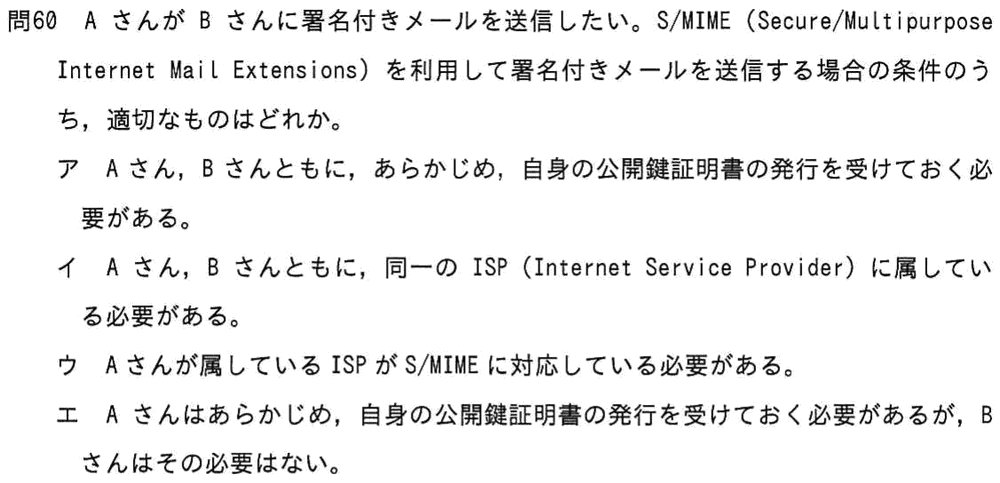 問60 A さんが B さんに署名付きメールを送信したい。S/MIME（Secure/Multipurpose
Internet Mail Extensions）を利用して署名付きメールを送信する場合の条件のう
ち，適切なものはどれか。
ア A さん，B さんともに，あらかじめ，自身の公開鍵証明書の発行を受けておく必
要がある。
イ A さん，B さんともに，同一の ISP（Internet Service Provider）に属してい
る必要がある。
ウ A さんが属している ISP が S/MIME に対応している必要がある。
エ A さんはあらかじめ，自身の公開鍵証明書の発行を受けておく必要があるが，B
さんはその必要はない。